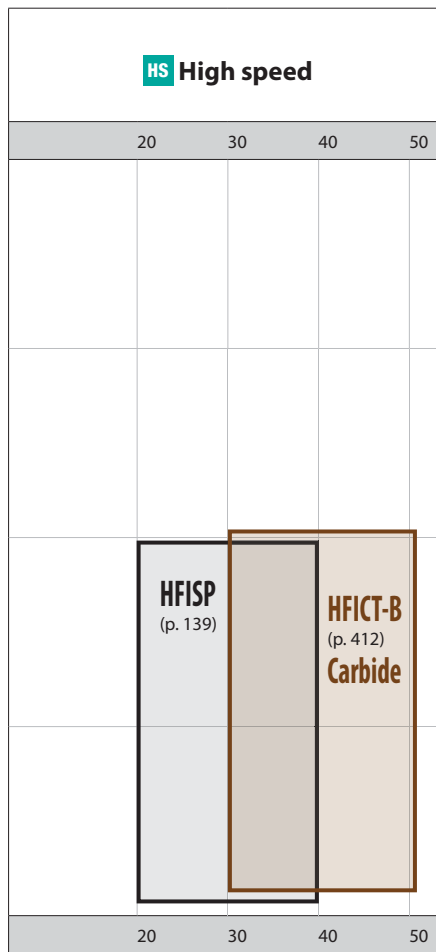 HS High speed
20 30 40 50
HFISP
(p. 139)
HFICT-B
(p. 412)
Carbide
20 30 40 50